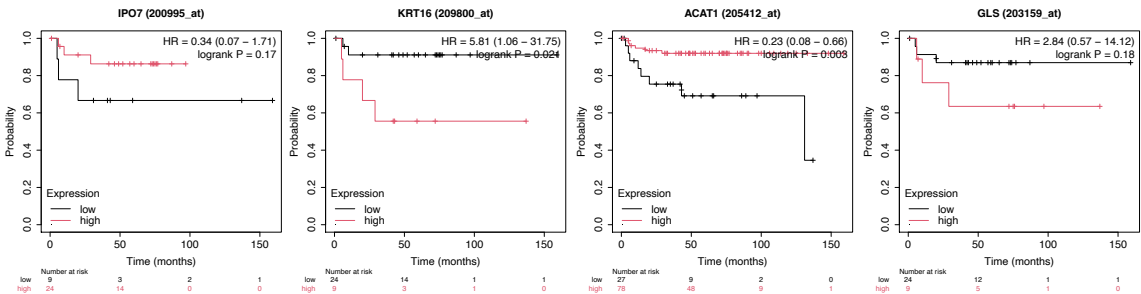 IPO7 (200995_at)
HR = 0.34 (0.07 − 1.71)
logrank P = 0.17
Probability
1.0
0.8
0.6
0.4
0.2
0.0
Expression
low
high
0 50 100 150
Time (months)
Number at risk
low 9 3 2 1
high 24 14 0 0
KRT16 (209800_at)
HR = 5.81 (1.06 − 31.75)
logrank P = 0.024
Probability
1.0
0.8
0.6
0.4
0.2
0.0
Expression
low
high
0 50 100 150
Time (months)
Number at risk
low 24 14 1 1
high 9 3 1 0
ACAT1 (205412_at)
HR = 0.23 (0.08 − 0.66)
logrank P = 0.003
Probability
1.0
0.8
0.6
0.4
0.2
0.0
Expression
low
high
0 50 100 150
Time (months)
Number at risk
low 27 9 2 0
high 78 48 9 1
GLS (203159_at)
HR = 2.84 (0.57 − 14.12)
logrank P = 0.18
Probability
1.0
0.8
0.6
0.4
0.2
0.0
Expression
low
high
0 50 100 150
Time (months)
Number at risk
low 24 12 1 1
high 9 5 1 0